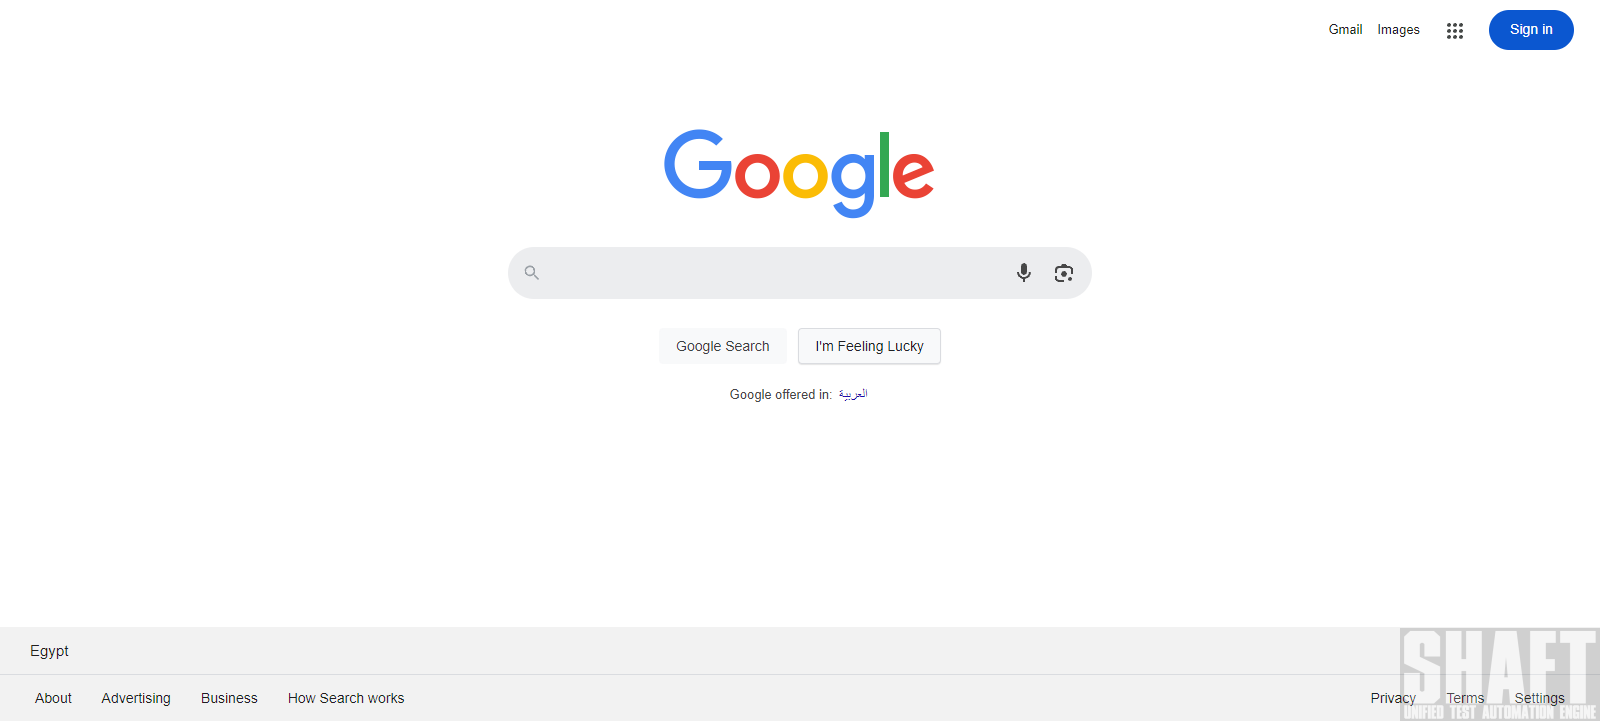 Gmail Images Sign in
Google
Google Search I'm Feeling Lucky
Google offered in: العربية
Egypt
About Advertising Business How Search works Privacy Terms Settings
SHAFT
UNIFIED TEST AUTOMATION ENGINE